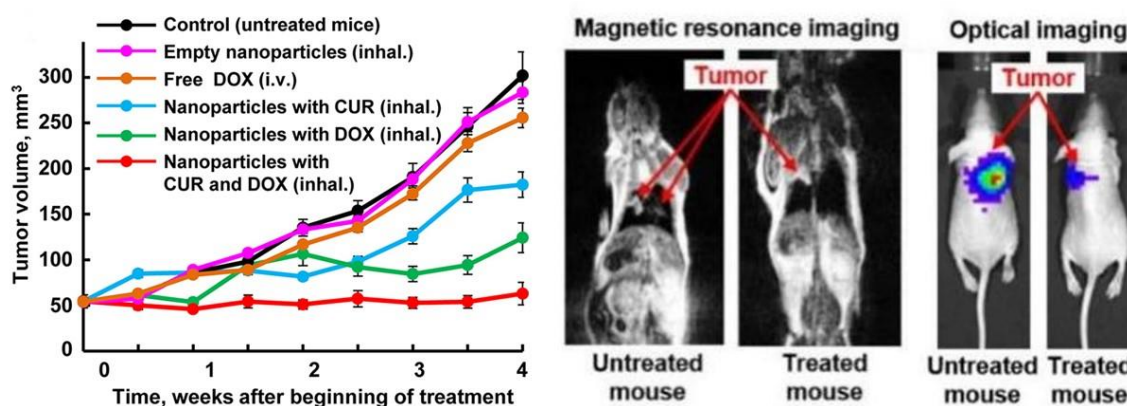 Control (untreated mice)
Empty nanoparticles (inhal.)
Free DOX (i.v.)
Nanoparticles with CUR (inhal.)
Nanoparticles with DOX (inhal.)
Nanoparticles with
CUR and DOX (inhal.)
Tumor volume, mm³
300
250
200
150
100
50
0
0
1
2
3
4
Time, weeks after beginning of treatment
Magnetic resonance imaging
Tumor
Untreated
mouse
Treated
mouse
Optical imaging
Tumor
Untreated
mouse
Treated
mouse